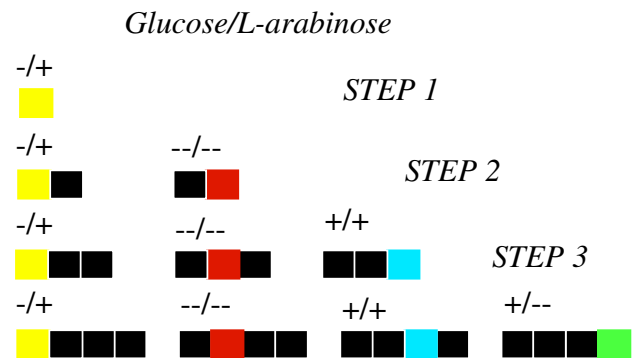 Glucose/L-arabinose
-/+
STEP 1
-/+ --/--
STEP 2
-/+ --/-- +/+
STEP 3
-/+ --/-- +/+ +/--